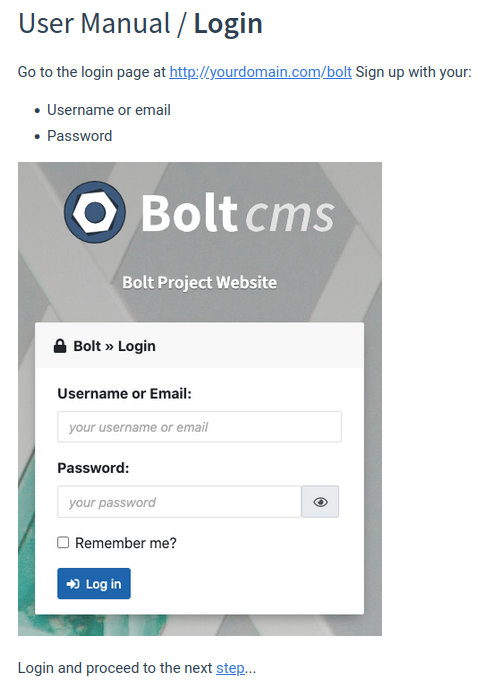 User Manual / Login
Go to the login page at http://yourdomain.com/bolt Sign up with your:
• Username or email
• Password
Bolt cms
Bolt Project Website
Bolt » Login
Username or Email:
your username or email
Password:
your password
Remember me?
Log in
Login and proceed to the next step...